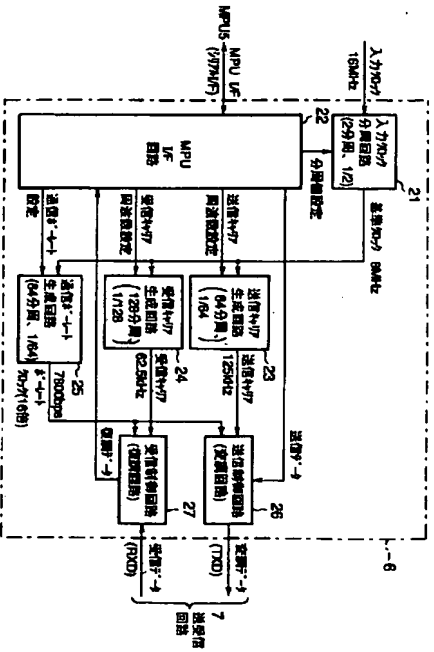 入力クロック
16MHz
入力クロック
分周回路
(2分周、1/2)
21
基準クロック 8MHz
分周値設定
MPU5
MPU I/F
(シリアルI/F)
22
MPU
I/F
回路
送信データ
送信キャリア
周波数設定
送信キャリア
生成回路
(64分周、
1/64)
23
送信キャリア
125kHz
受信キャリア
周波数設定
受信キャリア
生成回路
(128分周、
1/128)
24
受信キャリア
62.5kHz
通信ボーレート
設定
通信ボーレート
生成回路
(64分周、1/64)
25
7800bps
ボーレート
クロック(16倍)
復調データ
送信制御回路
(変調回路)
26
変調データ
(TXD)
受信制御回路
(復調回路)
27
受信データ
(RXD)
6
7
送受信
回路